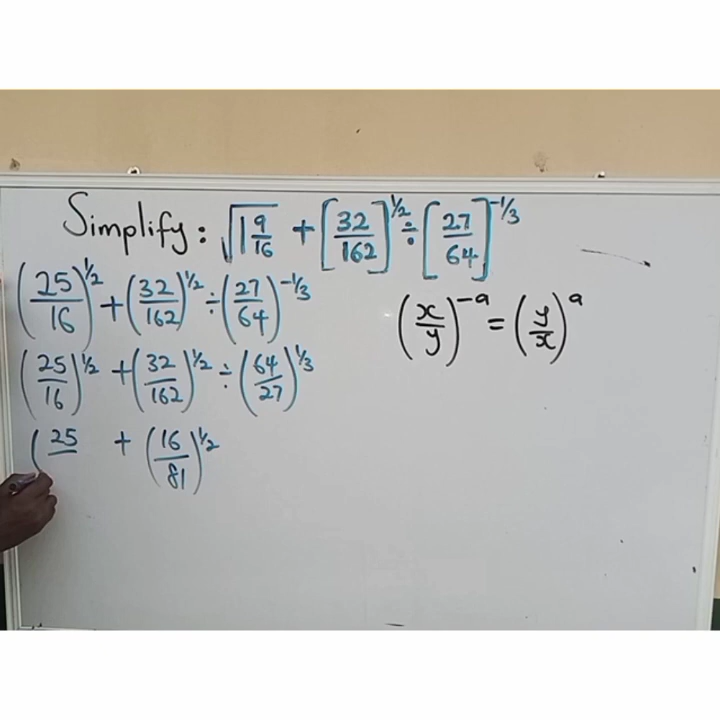 Simplify: √1 9/16 + [32/162]^1/2 ÷ [27/64]^-1/3
(25/16)^1/2 + (32/162)^1/2 ÷ (27/64)^-1/3
(x/y)^-a = (y/x)^a
(25/16)^1/2 + (32/162)^1/2 ÷ (64/27)^1/3
(25/ + (16/81)^1/2